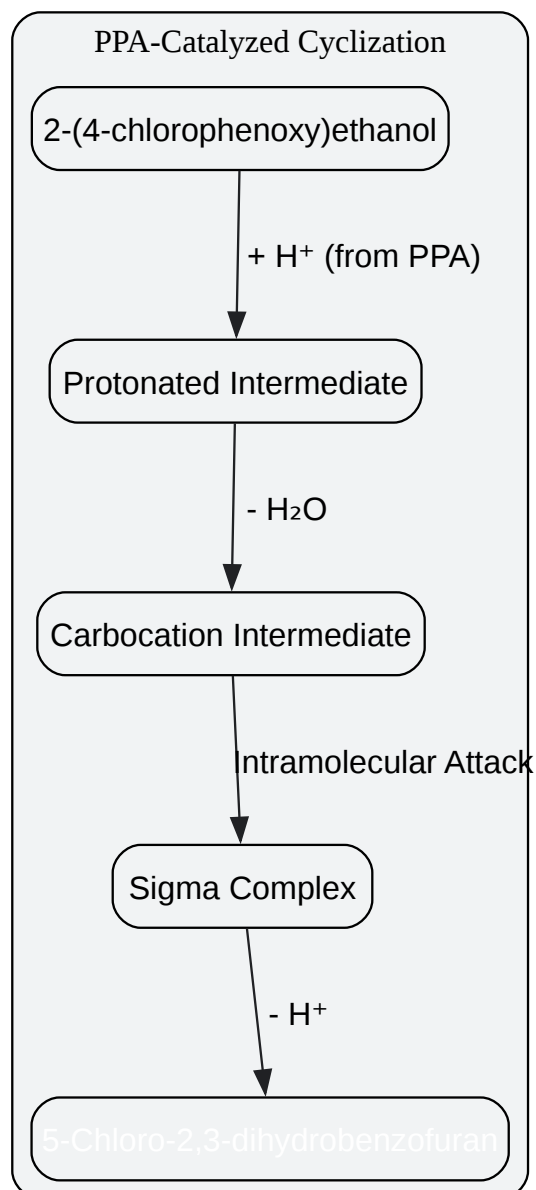 PPA-Catalyzed Cyclization
2-(4-chlorophenoxy)ethanol
+ H⁺ (from PPA)
Protonated Intermediate
- H₂O
Carbocation Intermediate
Intramolecular Attack
Sigma Complex
- H⁺
5-Chloro-2,3-dihydrobenzofuran